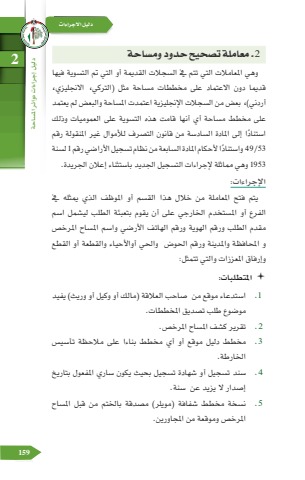 دليل الإجراءات
2
دليل إجراءات دوائر المساحة
2. معاملة تصحيح حدود ومساحة
وهي المعاملات التي تتم في السجلات القديمة أو التي تم التسوية فيها
قديما دون الاعتماد على مخططات مساحة مثل (التركي، الانجليزي،
أردني)، بعض من السجلات الإنجليزية اعتمدت المساحة والبعض لم يعتمد
على مخطط مساحة أي أنها قامت هذه التسوية على العموميات وذلك
استنادًا إلى المادة السادسة من قانون التصرف للأموال غير المنقولة رقم
49/53 واستنادًا لأحكام المادة السابعة من نظام تسجيل الأراضي رقم 1 لسنة
1953 وهي مماثلة لإجراءات التسجيل الجديد باستثناء إعلان الجريدة.
الإجراءات:
يتم فتح المعاملة من خلال هذا القسم أو الموظف الذي يمثله في
الفرع أو المستخدم الخارجي على أن يقوم بتعبئة الطلب ليشمل اسم
مقدم الطلب ورقم الهوية ورقم الهاتف الأرضي واسم المساح المرخص
و المحافظة والمدينة ورقم الحوض والحي أوالأحياء والقطعة أو القطع
وإرفاق المعززات والتي تتمثل:
+ المتطلبات:
1. استدعاء موقع من صاحب العلاقة (مالك أو وكيل أو وريث) يفيد
موضوع طلب تصديق المخططات.
2. تقرير كشف المساح المرخص.
3. مخطط دليل موقع أو أي مخطط بناءا على ملاحظة تأسيس
الخارطة.
4. سند تسجيل أو شهادة تسجيل بحيث يكون ساري المفعول بتاريخ
إصدار لا يزيد عن سنة.
5. نسخة مخطط شفافة (مويلر) مصدقة بالختم من قبل المساح
المرخص وموقعة من المجاورين.
159